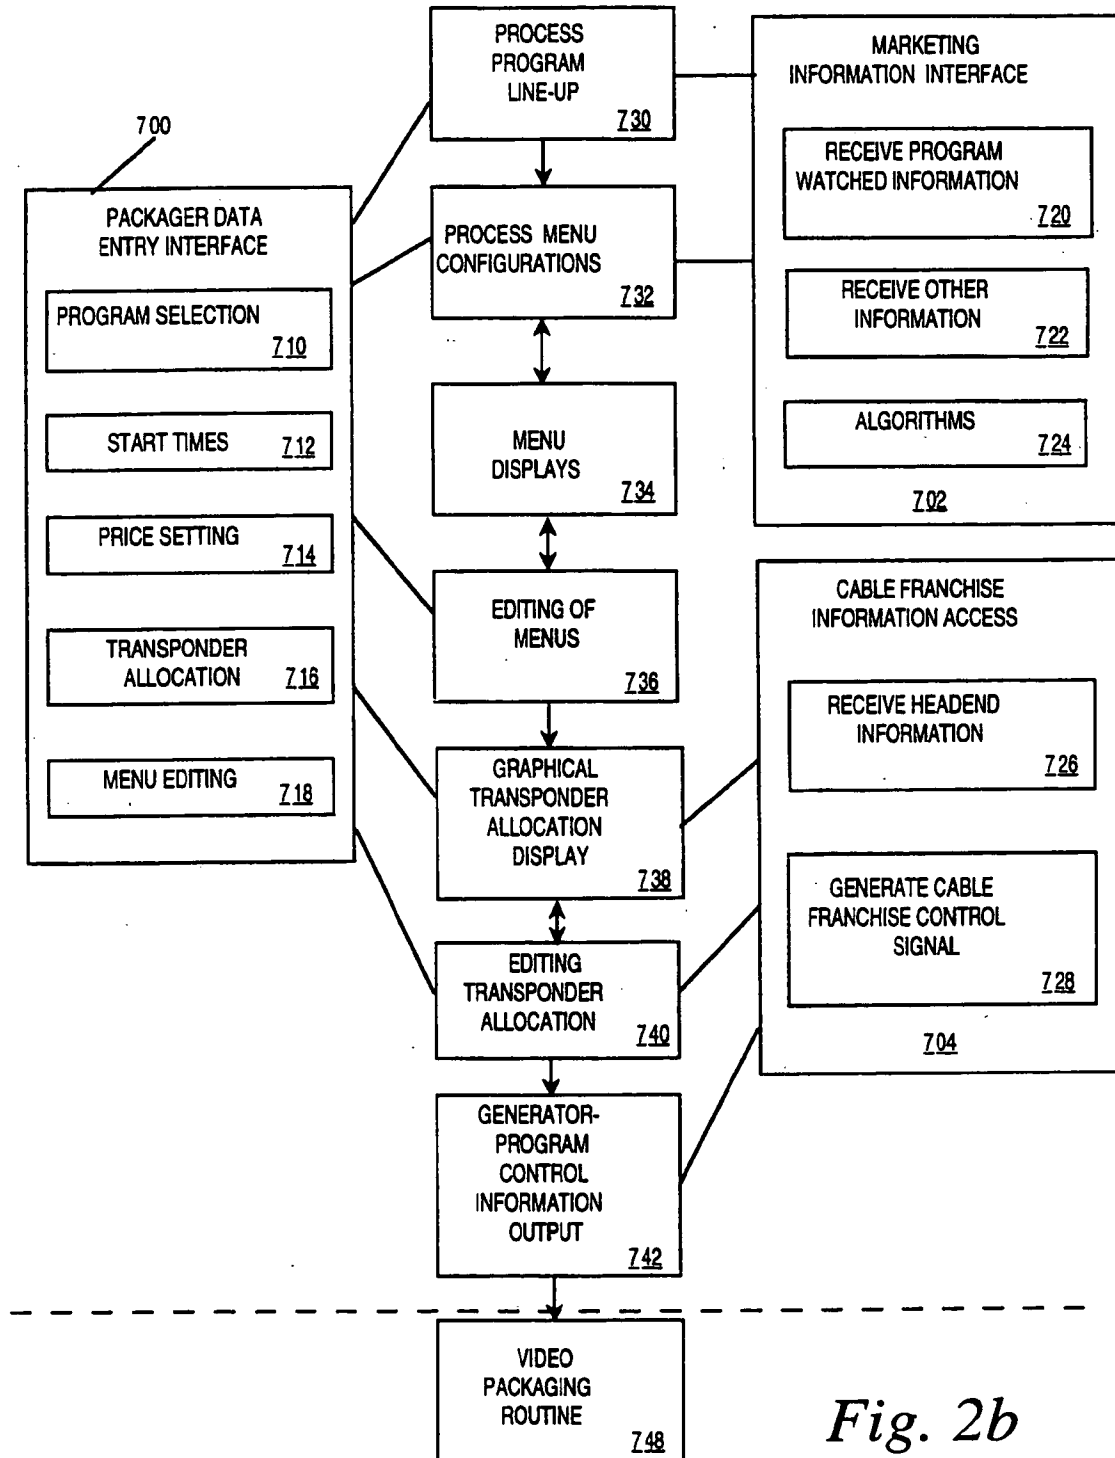 700
PACKAGER DATA
ENTRY INTERFACE
PROGRAM SELECTION
710
START TIMES 712
PRICE SETTING
714
TRANSPONDER
ALLOCATION 716
MENU EDITING 718
PROCESS
PROGRAM
LINE-UP
730
PROCESS MENU
CONFIGURATIONS
732
MENU
DISPLAYS
734
EDITING OF
MENUS
736
GRAPHICAL
TRANSPONDER
ALLOCATION
DISPLAY
738
EDITING
TRANSPONDER
ALLOCATION
740
GENERATOR-
PROGRAM
CONTROL
INFORMATION
OUTPUT
742
VIDEO
PACKAGING
ROUTINE
748
MARKETING
INFORMATION INTERFACE
RECEIVE PROGRAM
WATCHED INFORMATION
720
RECEIVE OTHER
INFORMATION
722
ALGORITHMS
724
702
CABLE FRANCHISE
INFORMATION ACCESS
RECEIVE HEADEND
INFORMATION
726
GENERATE CABLE
FRANCHISE CONTROL
SIGNAL
728
704
Fig. 2b